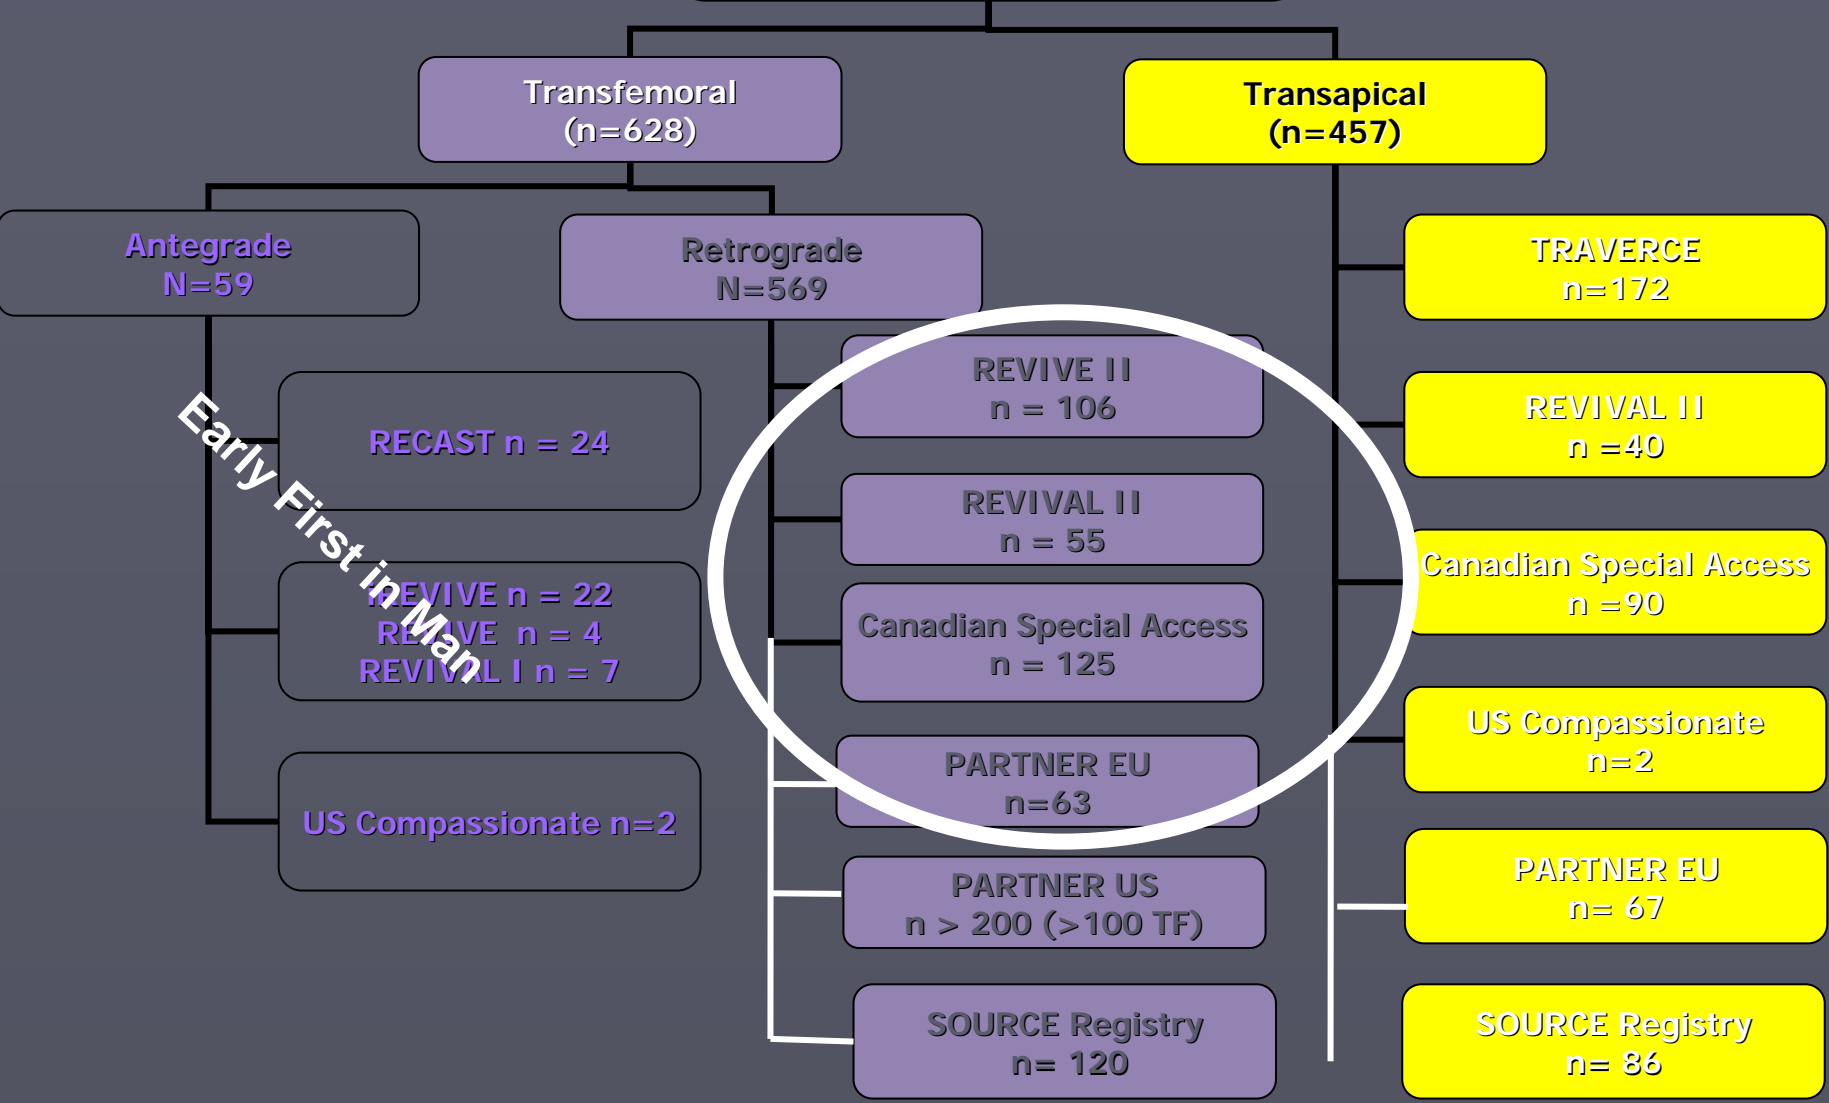 Transfemoral
(n=628)
Transapical
(n=457)
Antegrade
N=59
Retrograde
N=569
TRAVERCE
n=172
REVIVE II
n = 106
REVIVAL II
n =40
RECAST n = 24
Early First in Man
REVIVAL II
n = 55
Canadian Special Access
n =90
n = 22
REVIVE n = 4
REVIVAL I n = 7
Canadian Special Access
n = 125
US Compassionate
n=2
PARTNER EU
n=63
US Compassionate n=2
PARTNER US
n > 200 (>100 TF)
PARTNER EU
n= 67
SOURCE Registry
n= 120
SOURCE Registry
n= 86